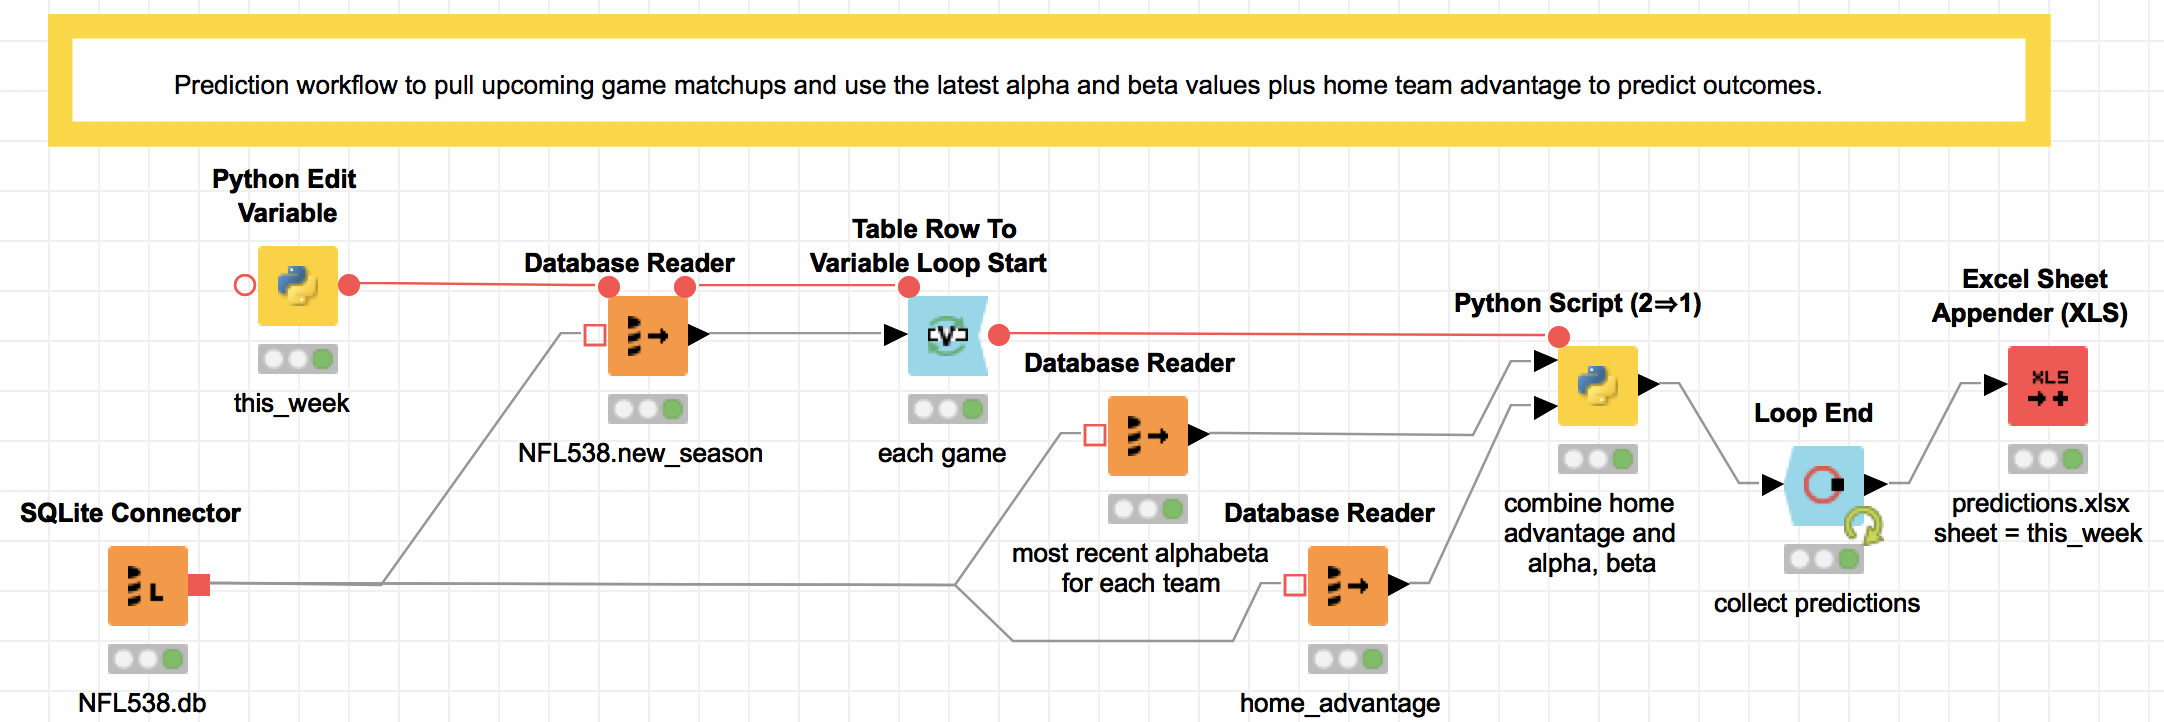 Prediction workflow to pull upcoming game matchups and use the latest alpha and beta values plus home team advantage to predict outcomes.
Python Edit
Variable
this_week
Database Reader
NFL538.new_season
Table Row To
Variable Loop Start
V
each game
SQLite Connector
L
NFL538.db
Database Reader
most recent alphabeta
for each team
Database Reader
home_advantage
Python Script (2⇒1)
combine home
advantage and
alpha, beta
Loop End
collect predictions
Excel Sheet
Appender (XLS)
XLS
predictions.xlsx
sheet = this_week